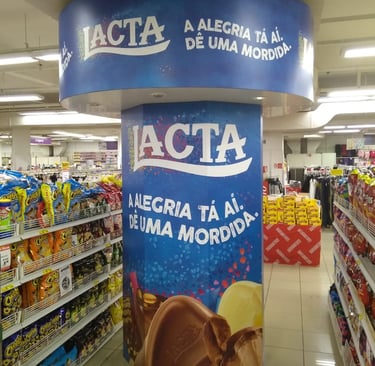 LACTA
A ALEGRIA TÁ AÍ.
DÊ UMA MORDIDA.
LACTA
A ALEGRIA TÁ AÍ.
DÊ UMA MORDIDA.